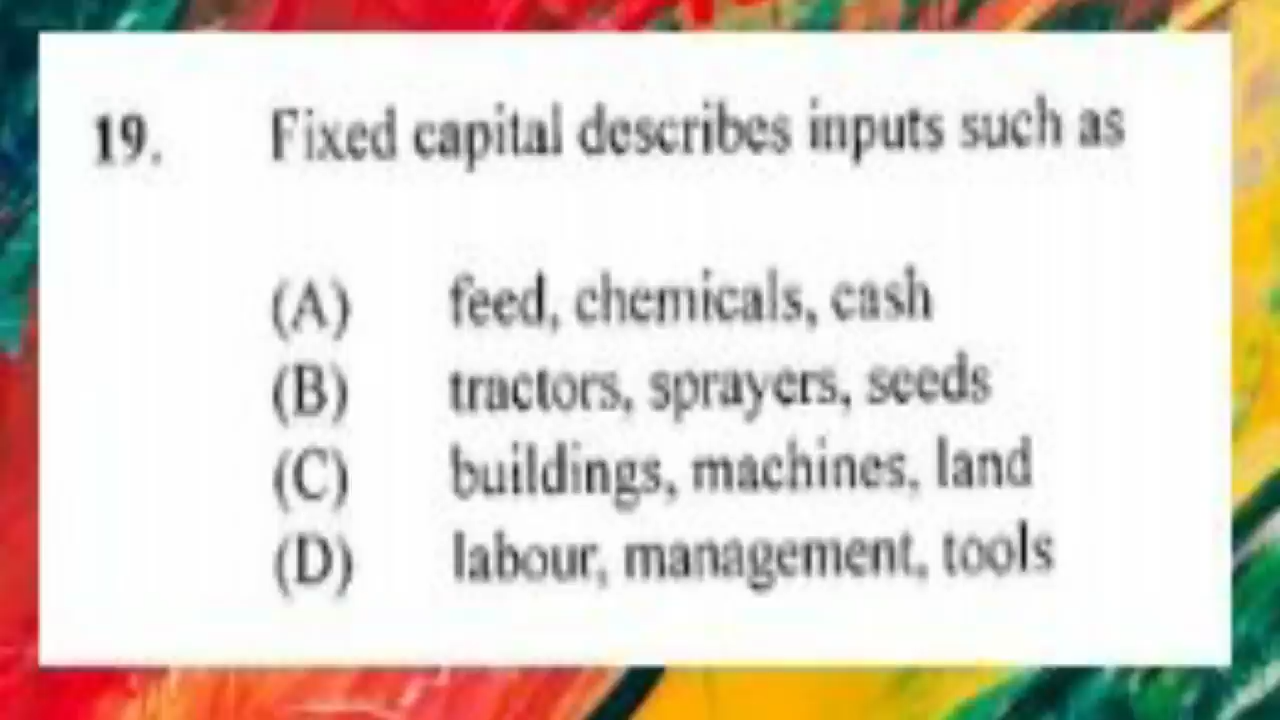 19. Fixed capital describes inputs such as
(A) feed, chemicals, cash
(B) tractors, sprayers, seeds
(C) buildings, machines, land
(D) labour, management, tools